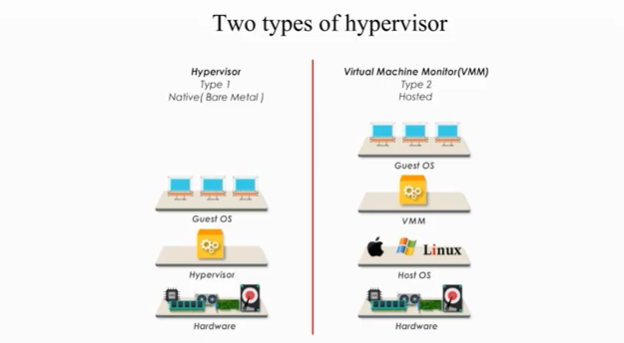 Two types of hypervisor
Hypervisor
Type 1
Native( Bare Metal )
Guest OS
Hypervisor
Hardware
Virtual Machine Monitor(VMM)
Type 2
Hosted
Guest OS
VMM
Linux
Host OS
Hardware